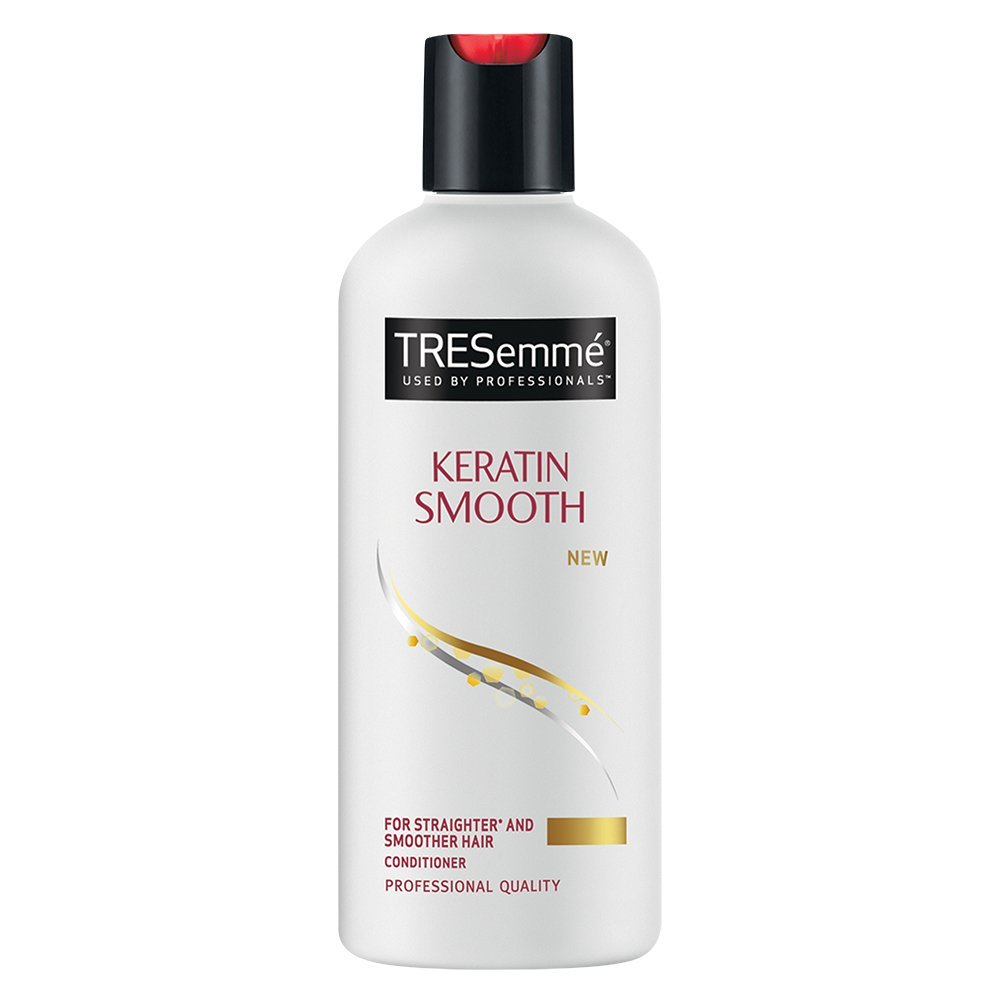 TRESemmé®
USED BY PROFESSIONALS™
KERATIN
SMOOTH
NEW
FOR STRAIGHTER* AND
SMOOTHER HAIR
CONDITIONER
PROFESSIONAL QUALITY